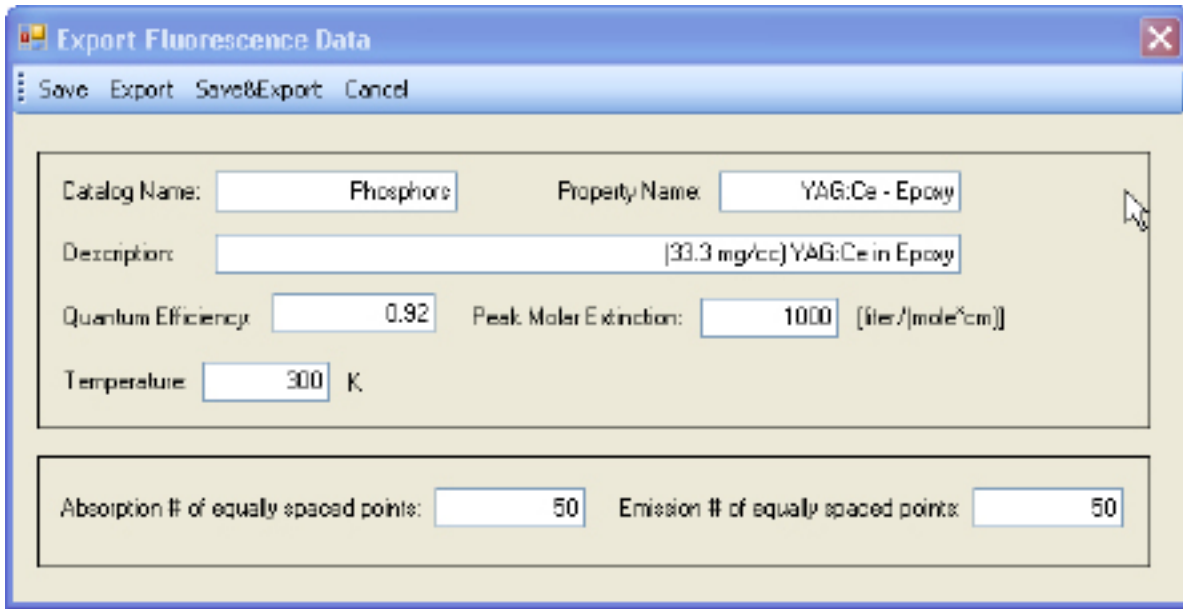 Export Fluorescence Data
Save Export Save&Export Cancel
Catalog Name: Phosphors Property Name: YAG:Ce - Epoxy
Description: (33.3 mg/cc) YAG:Ce in Epoxy
Quantum Efficiency: 0.92 Peak Molar Extinction: 1000 [liter/(mole*cm)]
Temperature: 300 K
Absorption # of equally spaced points: 50 Emission # of equally spaced points: 50